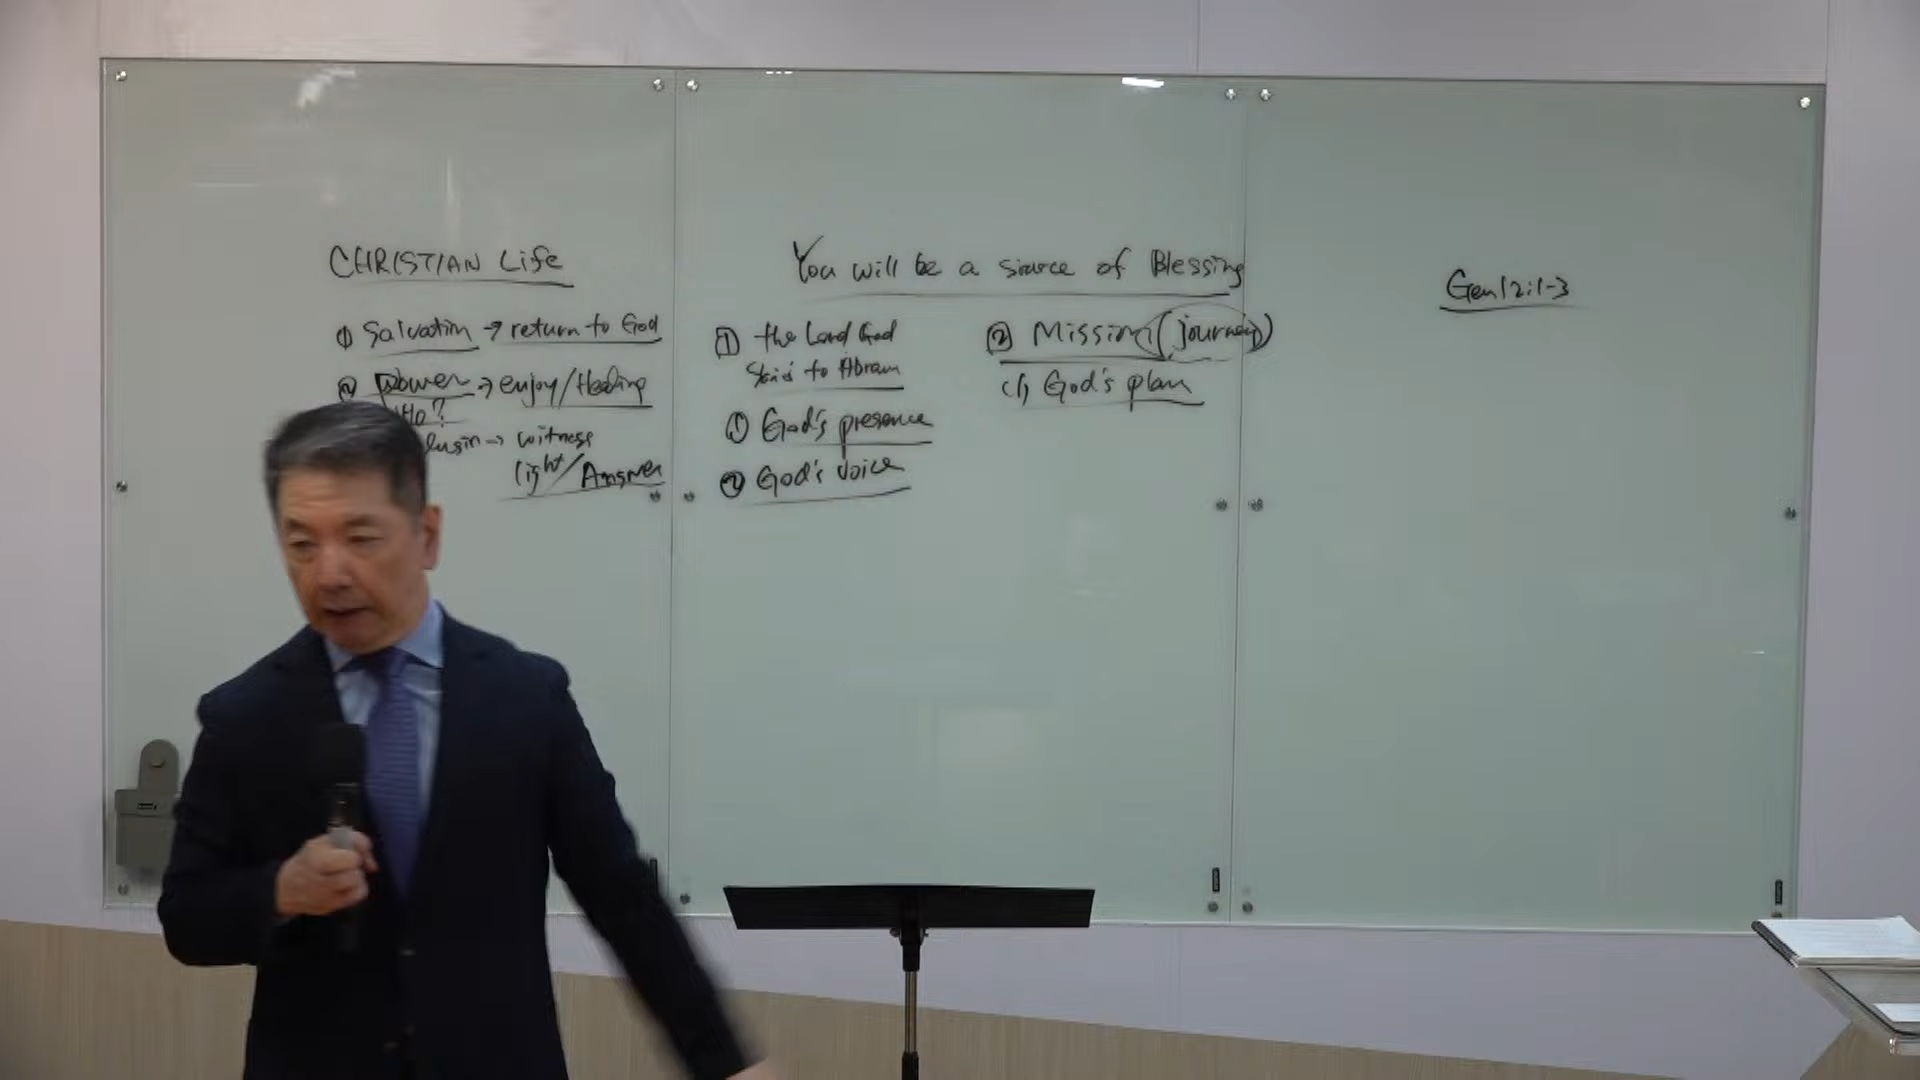 CHRISTIAN Life
① Salvation → return to God
② Power → enjoy/Healing
Who?
→ witness
light/Answer
You will be a source of Blessing
1 the Lord God
said to Abram
① God's presence
② God's voice
2 Mission (journey)
(1) God's plan
Gen 12:1-3